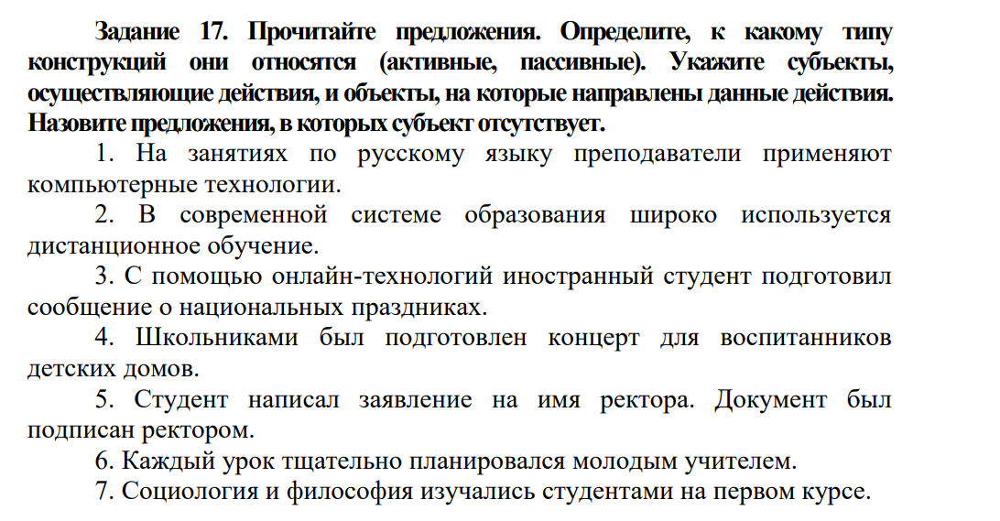 Задание 17. Прочитайте предложения. Определите, к какому типу
конструкций они относятся (активные, пассивные). Укажите субъекты,
осуществляющие действия, и объекты, на которые направлены данные действия.
Назовите предложения, в которых субъект отсутствует.
1. На занятиях по русскому языку преподаватели применяют
компьютерные технологии.
2. В современной системе образования широко используется
дистанционное обучение.
3. С помощью онлайн-технологий иностранный студент подготовил
сообщение о национальных праздниках.
4. Школьниками был подготовлен концерт для воспитанников
детских домов.
5. Студент написал заявление на имя ректора. Документ был
подписан ректором.
6. Каждый урок тщательно планировался молодым учителем.
7. Социология и философия изучались студентами на первом курсе.